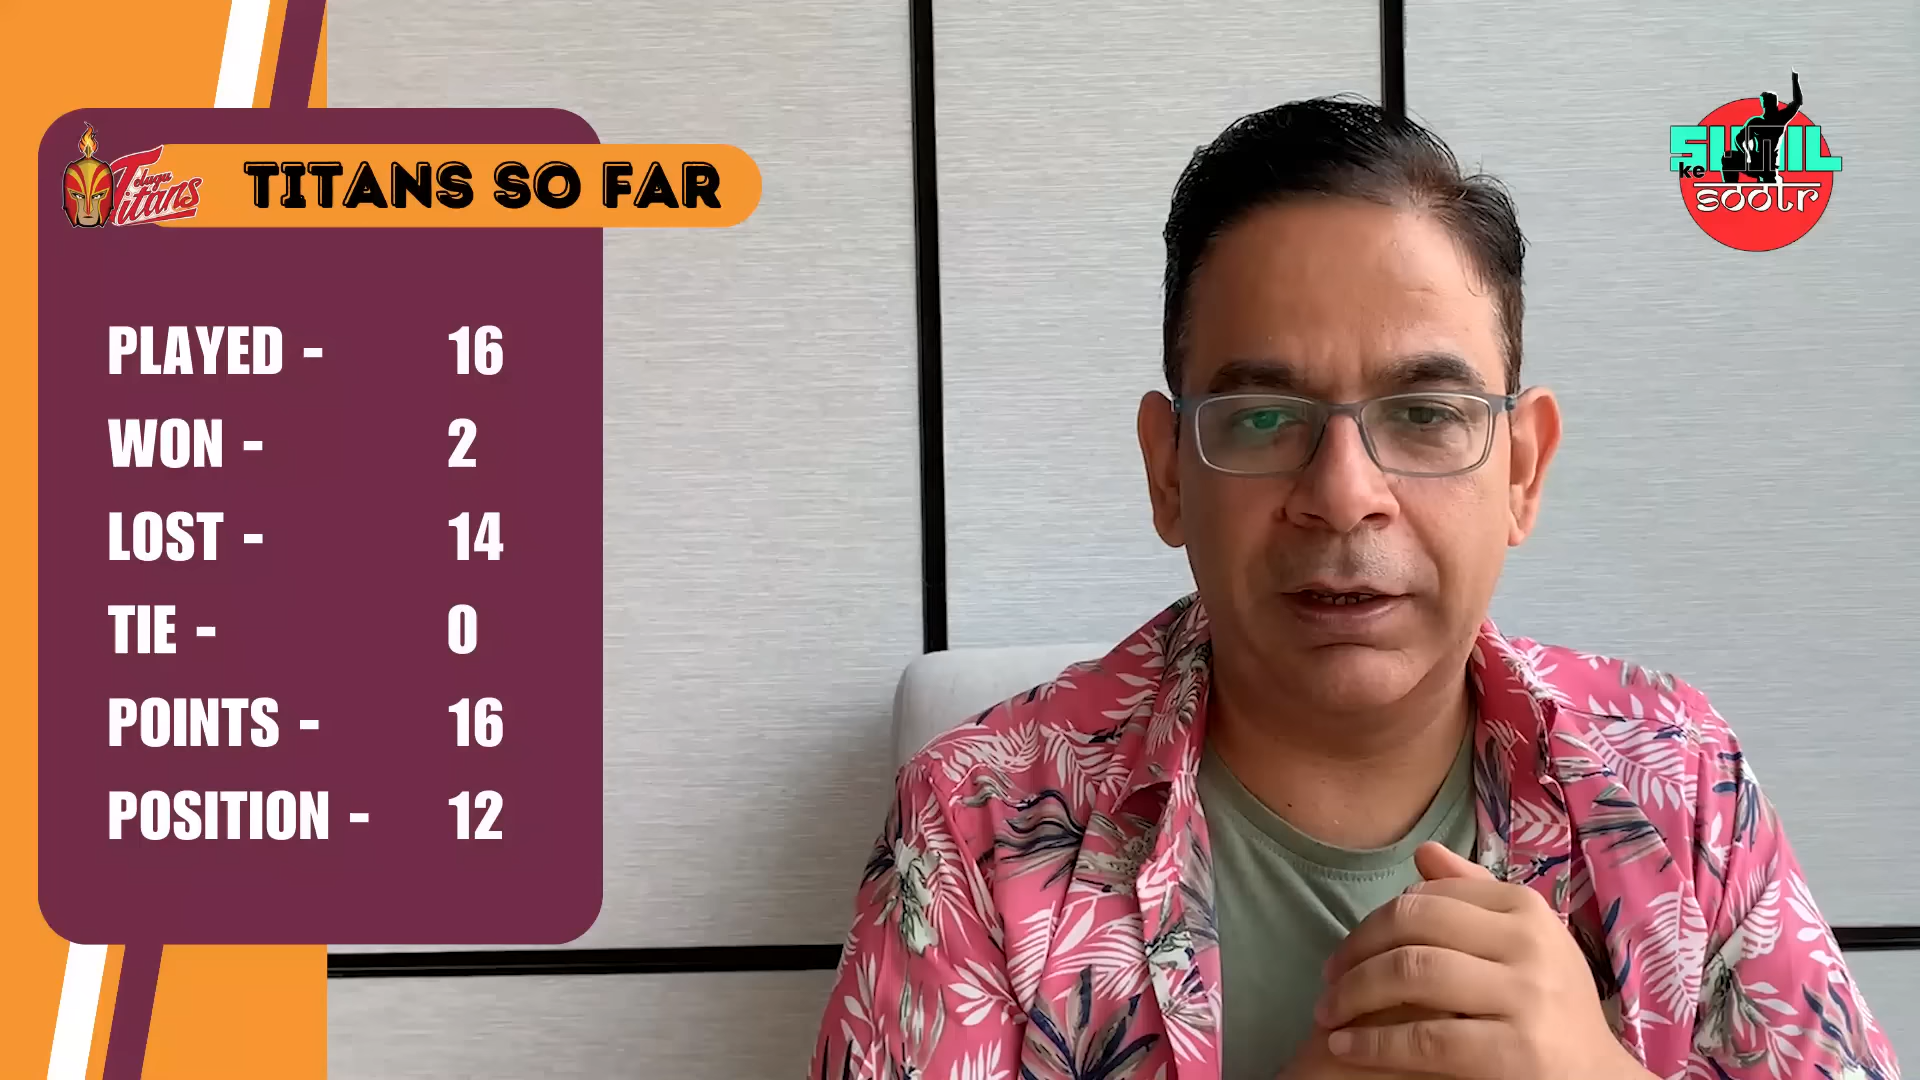 Telugu
Titans
TITANS SO FAR
PLAYED - 16
WON - 2
LOST - 14
TIE - 0
POINTS - 16
POSITION - 12
SUNIL
ke
sootr